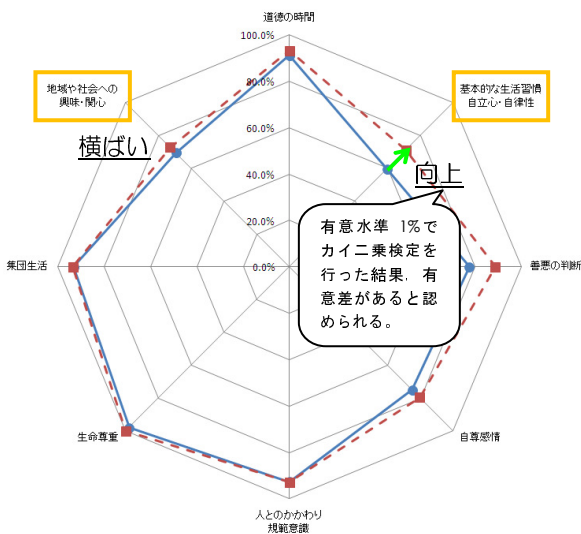 道徳の時間
100.0%
80.0%
60.0%
40.0%
20.0%
0.0%
基本的な生活習慣
自立心・自律性
善悪の判断
自尊感情
人とのかかわり
規範意識
生命尊重
集団生活
地域や社会への
興味・関心
横ばい
向上
有意水準 1%で
カイ二乗検定を
行った結果，有
意差があると認
められる。